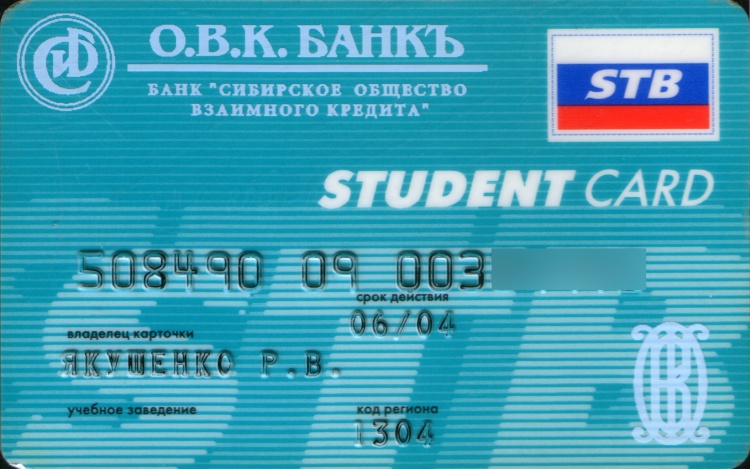 О.В.К. БАНКЪ
БАНК "СИБИРСКОЕ ОБЩЕСТВО
ВЗАИМНОГО КРЕДИТА"
STB
STUDENT CARD
508490 09 003
срок действия
06/04
владелец карточки
ЯКУШЕНКО Р.В.
учебное заведение
код региона
1304